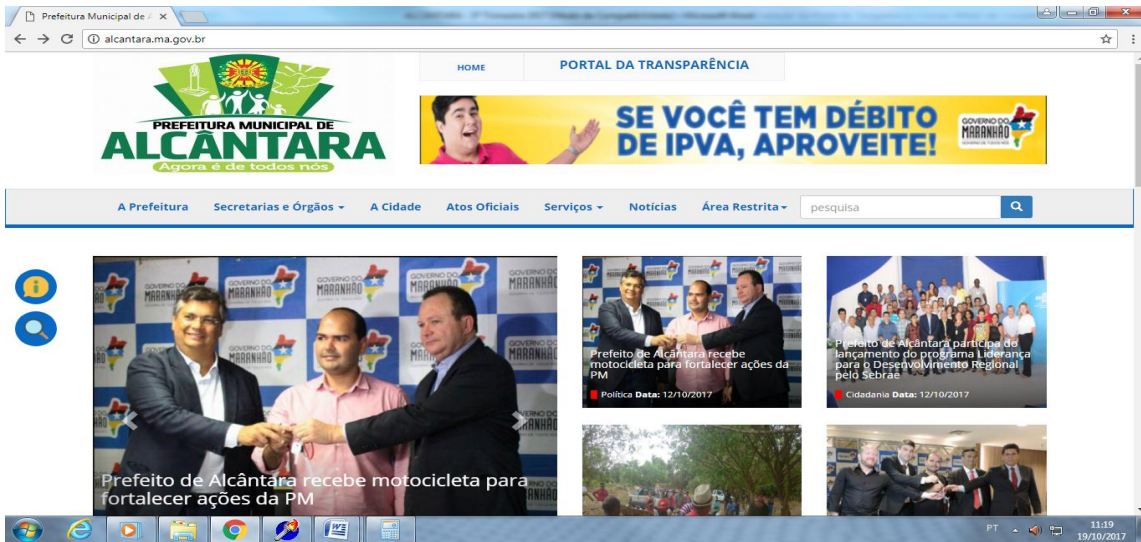 Prefeitura Municipal de A
alcantara.ma.gov.br
PREFEITURA MUNICIPAL DE
ALCÂNTARA
Agora é de todos nós
HOME
PORTAL DA TRANSPARÊNCIA
SE VOCÊ TEM DÉBITO
DE IPVA, APROVEITE!
GOVERNO DO
MARANHÃO
A Prefeitura
Secretarias e Órgãos
A Cidade
Atos Oficiais
Serviços
Notícias
Área Restrita
pesquisa
GOVERNO DO
MARANHÃO
Prefeito de Alcântara recebe motocicleta para
fortalecer ações da PM
Prefeito de Alcântara recebe
motocicleta para fortalecer ações da
PM
Política Data: 12/10/2017
Prefeito de Alcântara participa do
lançamento do programa Liderança
para o Desenvolvimento Regional
pelo Sebrae
Cidadania Data: 12/10/2017
PT
11:19
19/10/2017